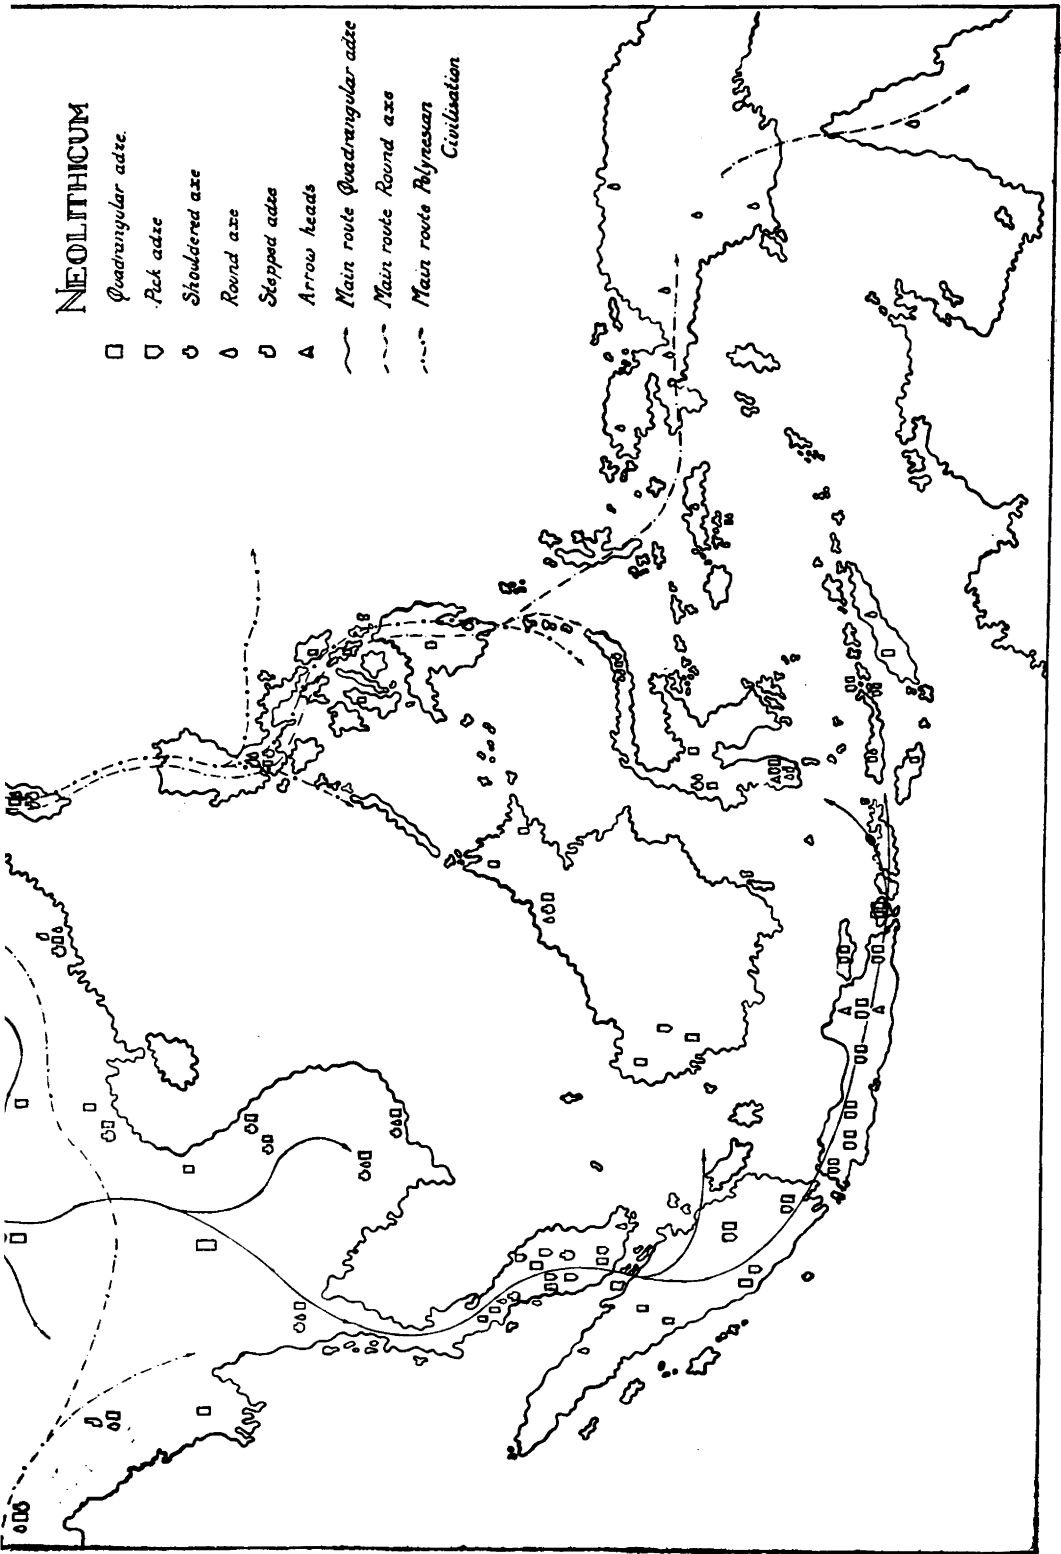 NEOLITHICUM
Quadrangular adze.
Pick adze
Shouldered axe
Round axe
Stepped adze
Arrow heads
Main route Quadrangular adze
Main route Round axe
Main route Polynesian
Civilisation